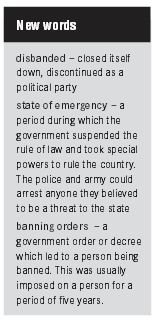 New words
disbanded – closed itself
down, discontinued as a
political party
state of emergency – a
period during which the
government suspended the
rule of law and took special
powers to rule the country.
The police and army could
arrest anyone they believed
to be a threat to the state
banning orders – a
government order or decree
which led to a person being
banned. This was usually
imposed on a person for a
period of five years.